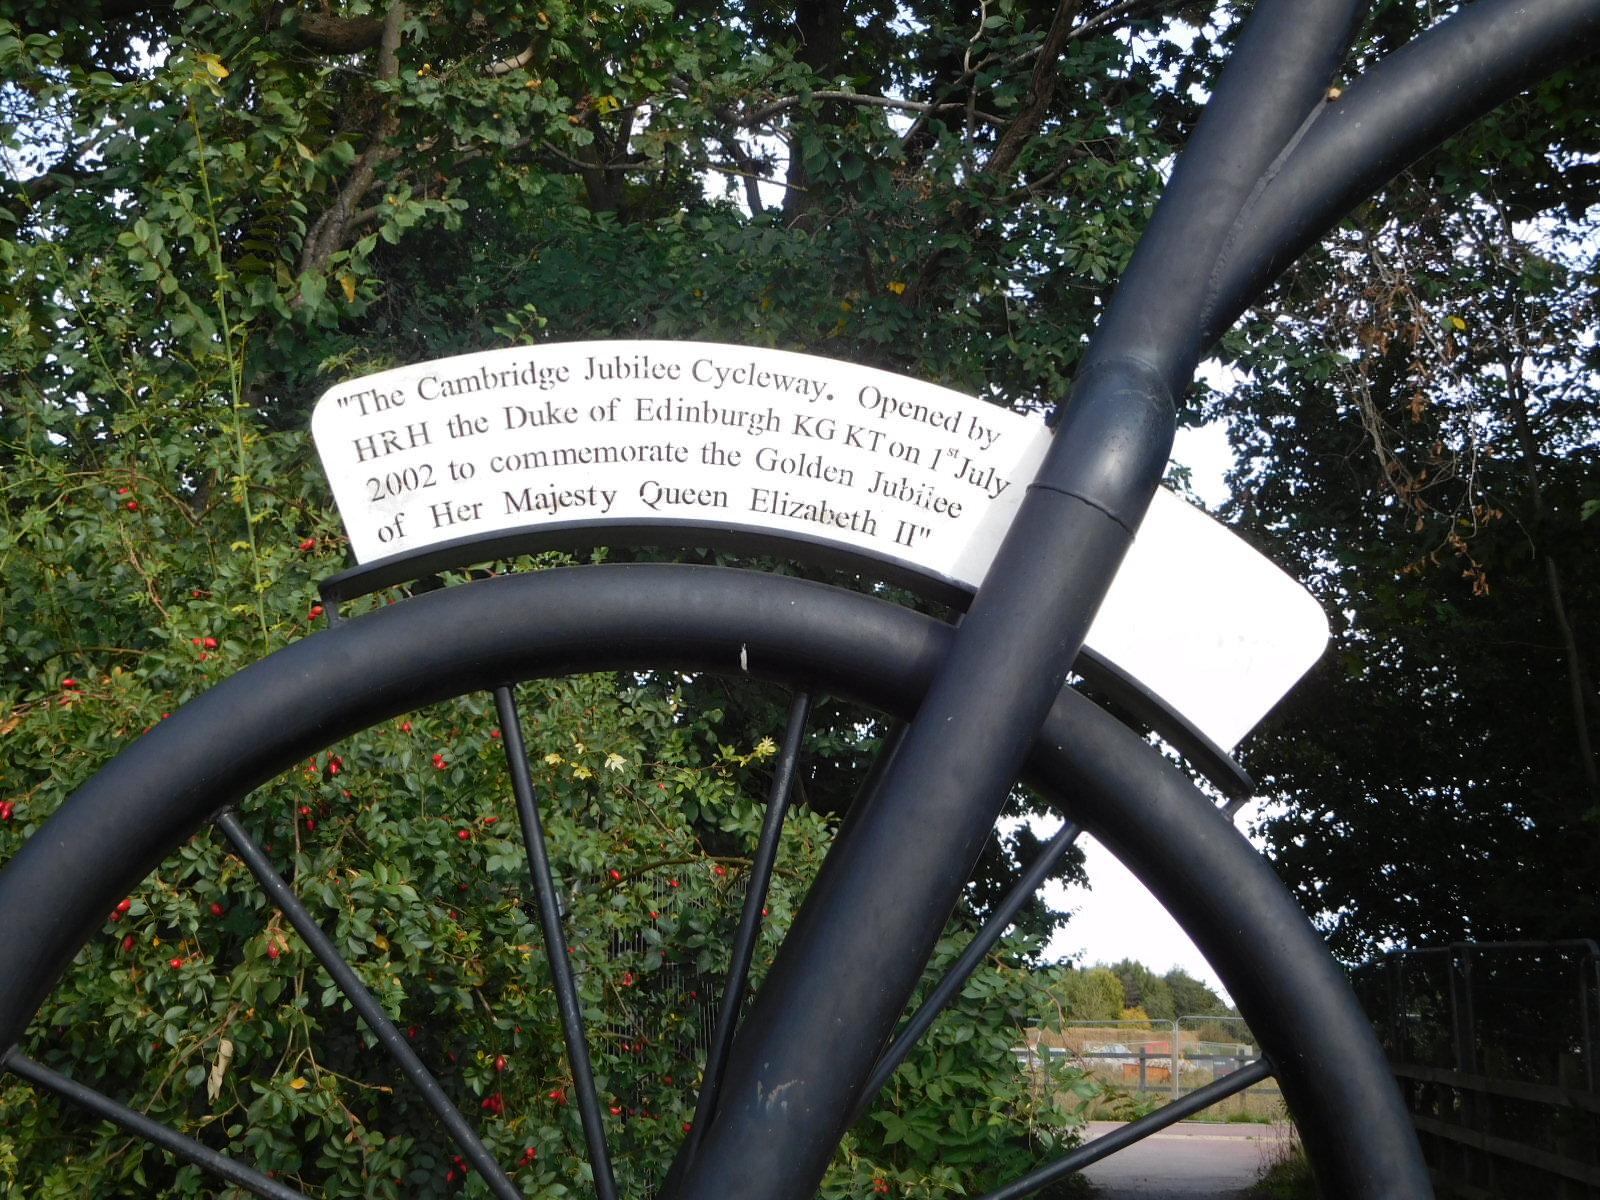 "The Cambridge Jubilee Cycleway. Opened by
HRH the Duke of Edinburgh KG KT on 1st July
2002 to commemorate the Golden Jubilee
of Her Majesty Queen Elizabeth II"